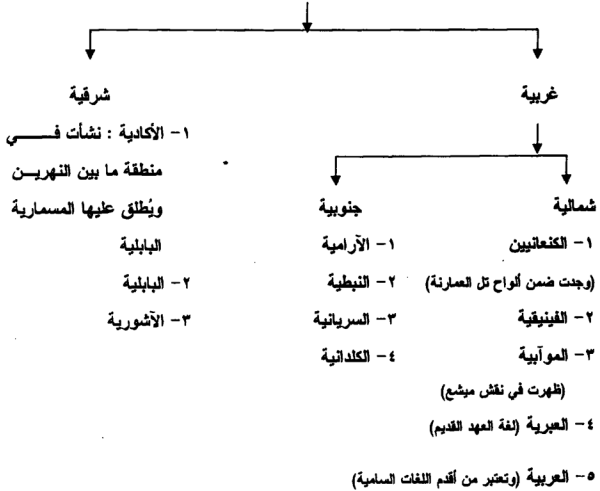 غربية
شرقية
شمالية
١- الكنعانيين
(وجدت ضمن ألواح تل العمارنة)
٢- الفينيقية
٣- الموآبية
(ظهرت في نقش ميشع)
٤- العبرية (لغة العهد القديم)
٥- العربية (وتعتبر من أقدم اللغات السامية)
جنوبية
١- الآرامية
٢- النبطية
٣- السريانية
٤- الكلدانية
١- الأكادية : نشأت فـــــي
منطقة ما بين النهريـــن
ويُطلق عليها المسمارية
البابلية
٢- البابلية
٣- الآشورية